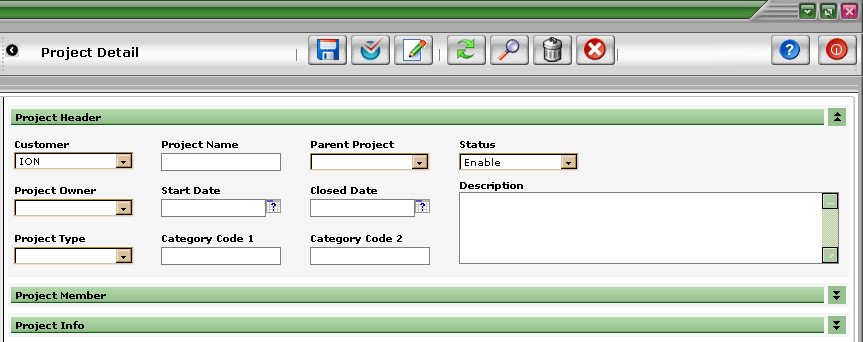 Project Detail
Project Header
Customer Project Name Parent Project Status
ION Enable
Project Owner Start Date Closed Date Description
Project Type Category Code 1 Category Code 2
Project Member
Project Info